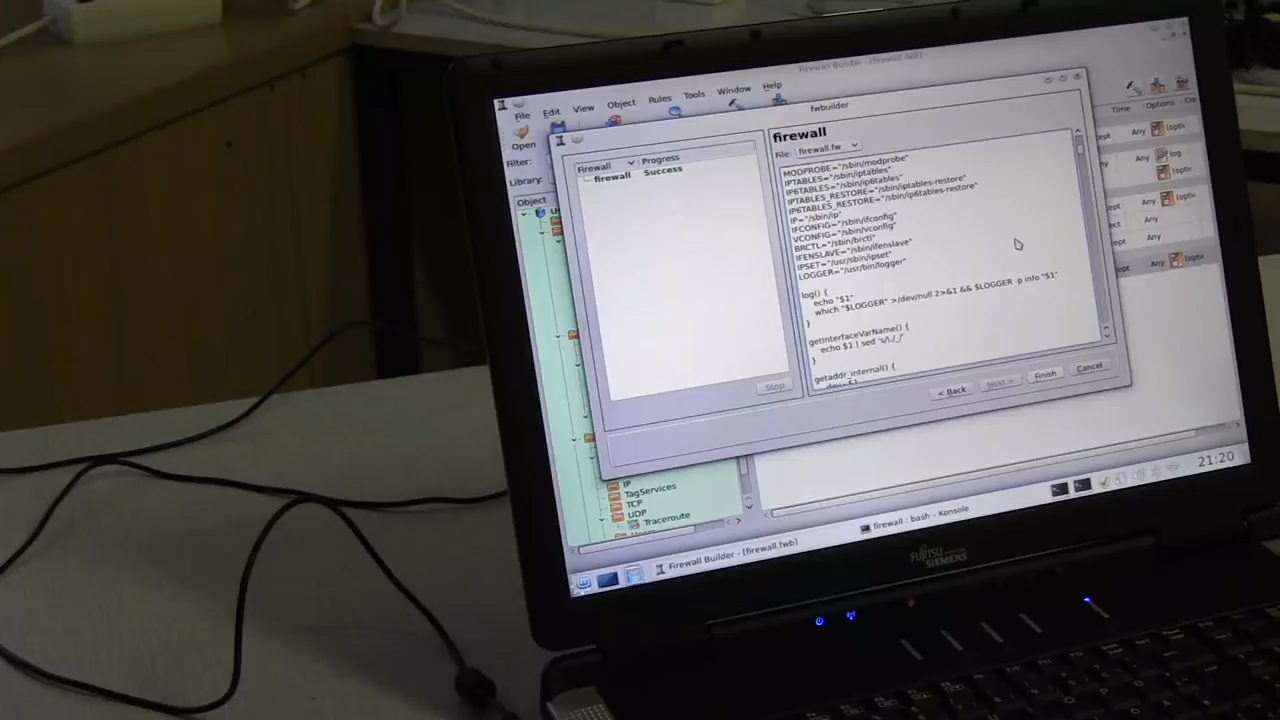 Firewall Builder - [firewall.fwb]
File Edit View Object Rules Tools Window Help
Open
Filter:
Library:
Object
fwbuilder
Firewall Progress
firewall Success
Stop
firewall
File: firewall.fw
MODPROBE="/sbin/modprobe"
IPTABLES="/sbin/iptables"
IP6TABLES="/sbin/ip6tables"
IPTABLES_RESTORE="/sbin/iptables-restore"
IP6TABLES_RESTORE="/sbin/ip6tables-restore"
IP="/sbin/ip"
IFCONFIG="/sbin/ifconfig"
VCONFIG="/sbin/vconfig"
BRCTL="/sbin/brctl"
IFENSLAVE="/sbin/ifenslave"
IPSET="/usr/sbin/ipset"
LOGGER="/usr/bin/logger"
log() {
echo "$1"
which "$LOGGER" >/dev/null 2>&1 && $LOGGER -p info "$1"
}
getInterfaceVarName() {
echo $1 | sed 's/\./_/'
}
getaddr_internal() {
< Back Next > Finish Cancel
Time Options
Any
log
Any
Any
Any
Any
IP
TagServices
TCP
UDP
Traceroute
21:20
Firewall Builder - [firewall.fwb]
firewall : bash - Konsole
FUJITSU
SIEMENS